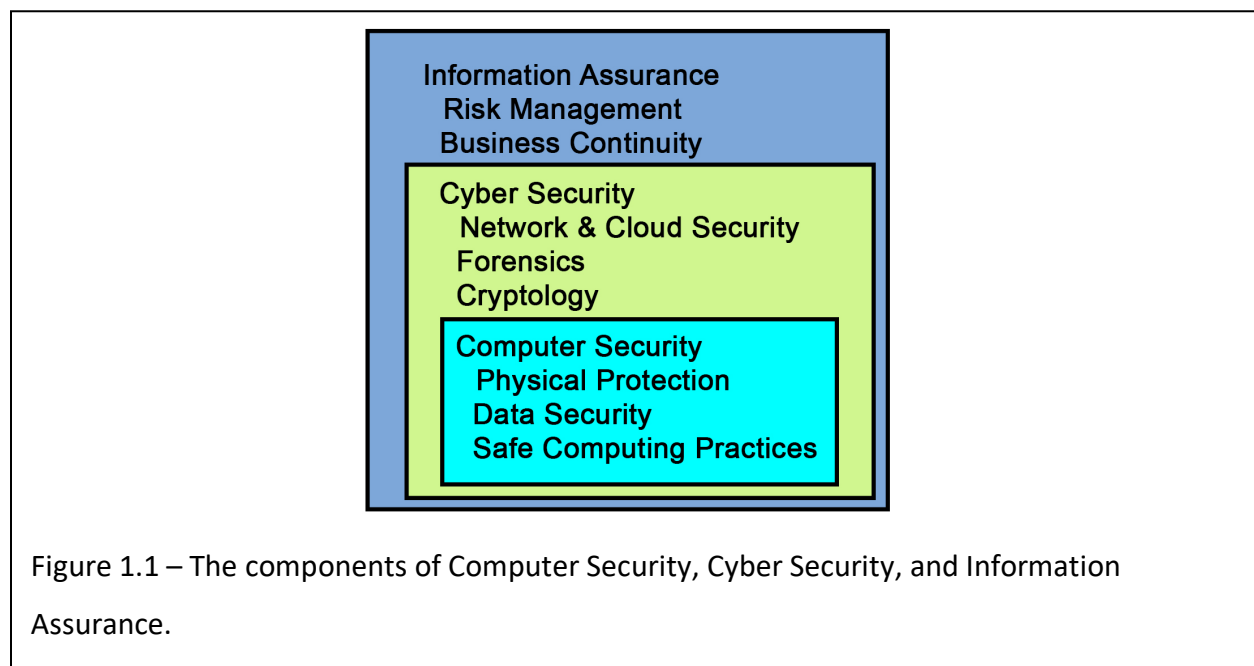 Information Assurance
Risk Management
Business Continuity
Cyber Security
Network & Cloud Security
Forensics
Cryptology
Computer Security
Physical Protection
Data Security
Safe Computing Practices
Figure 1.1 – The components of Computer Security, Cyber Security, and Information
Assurance.